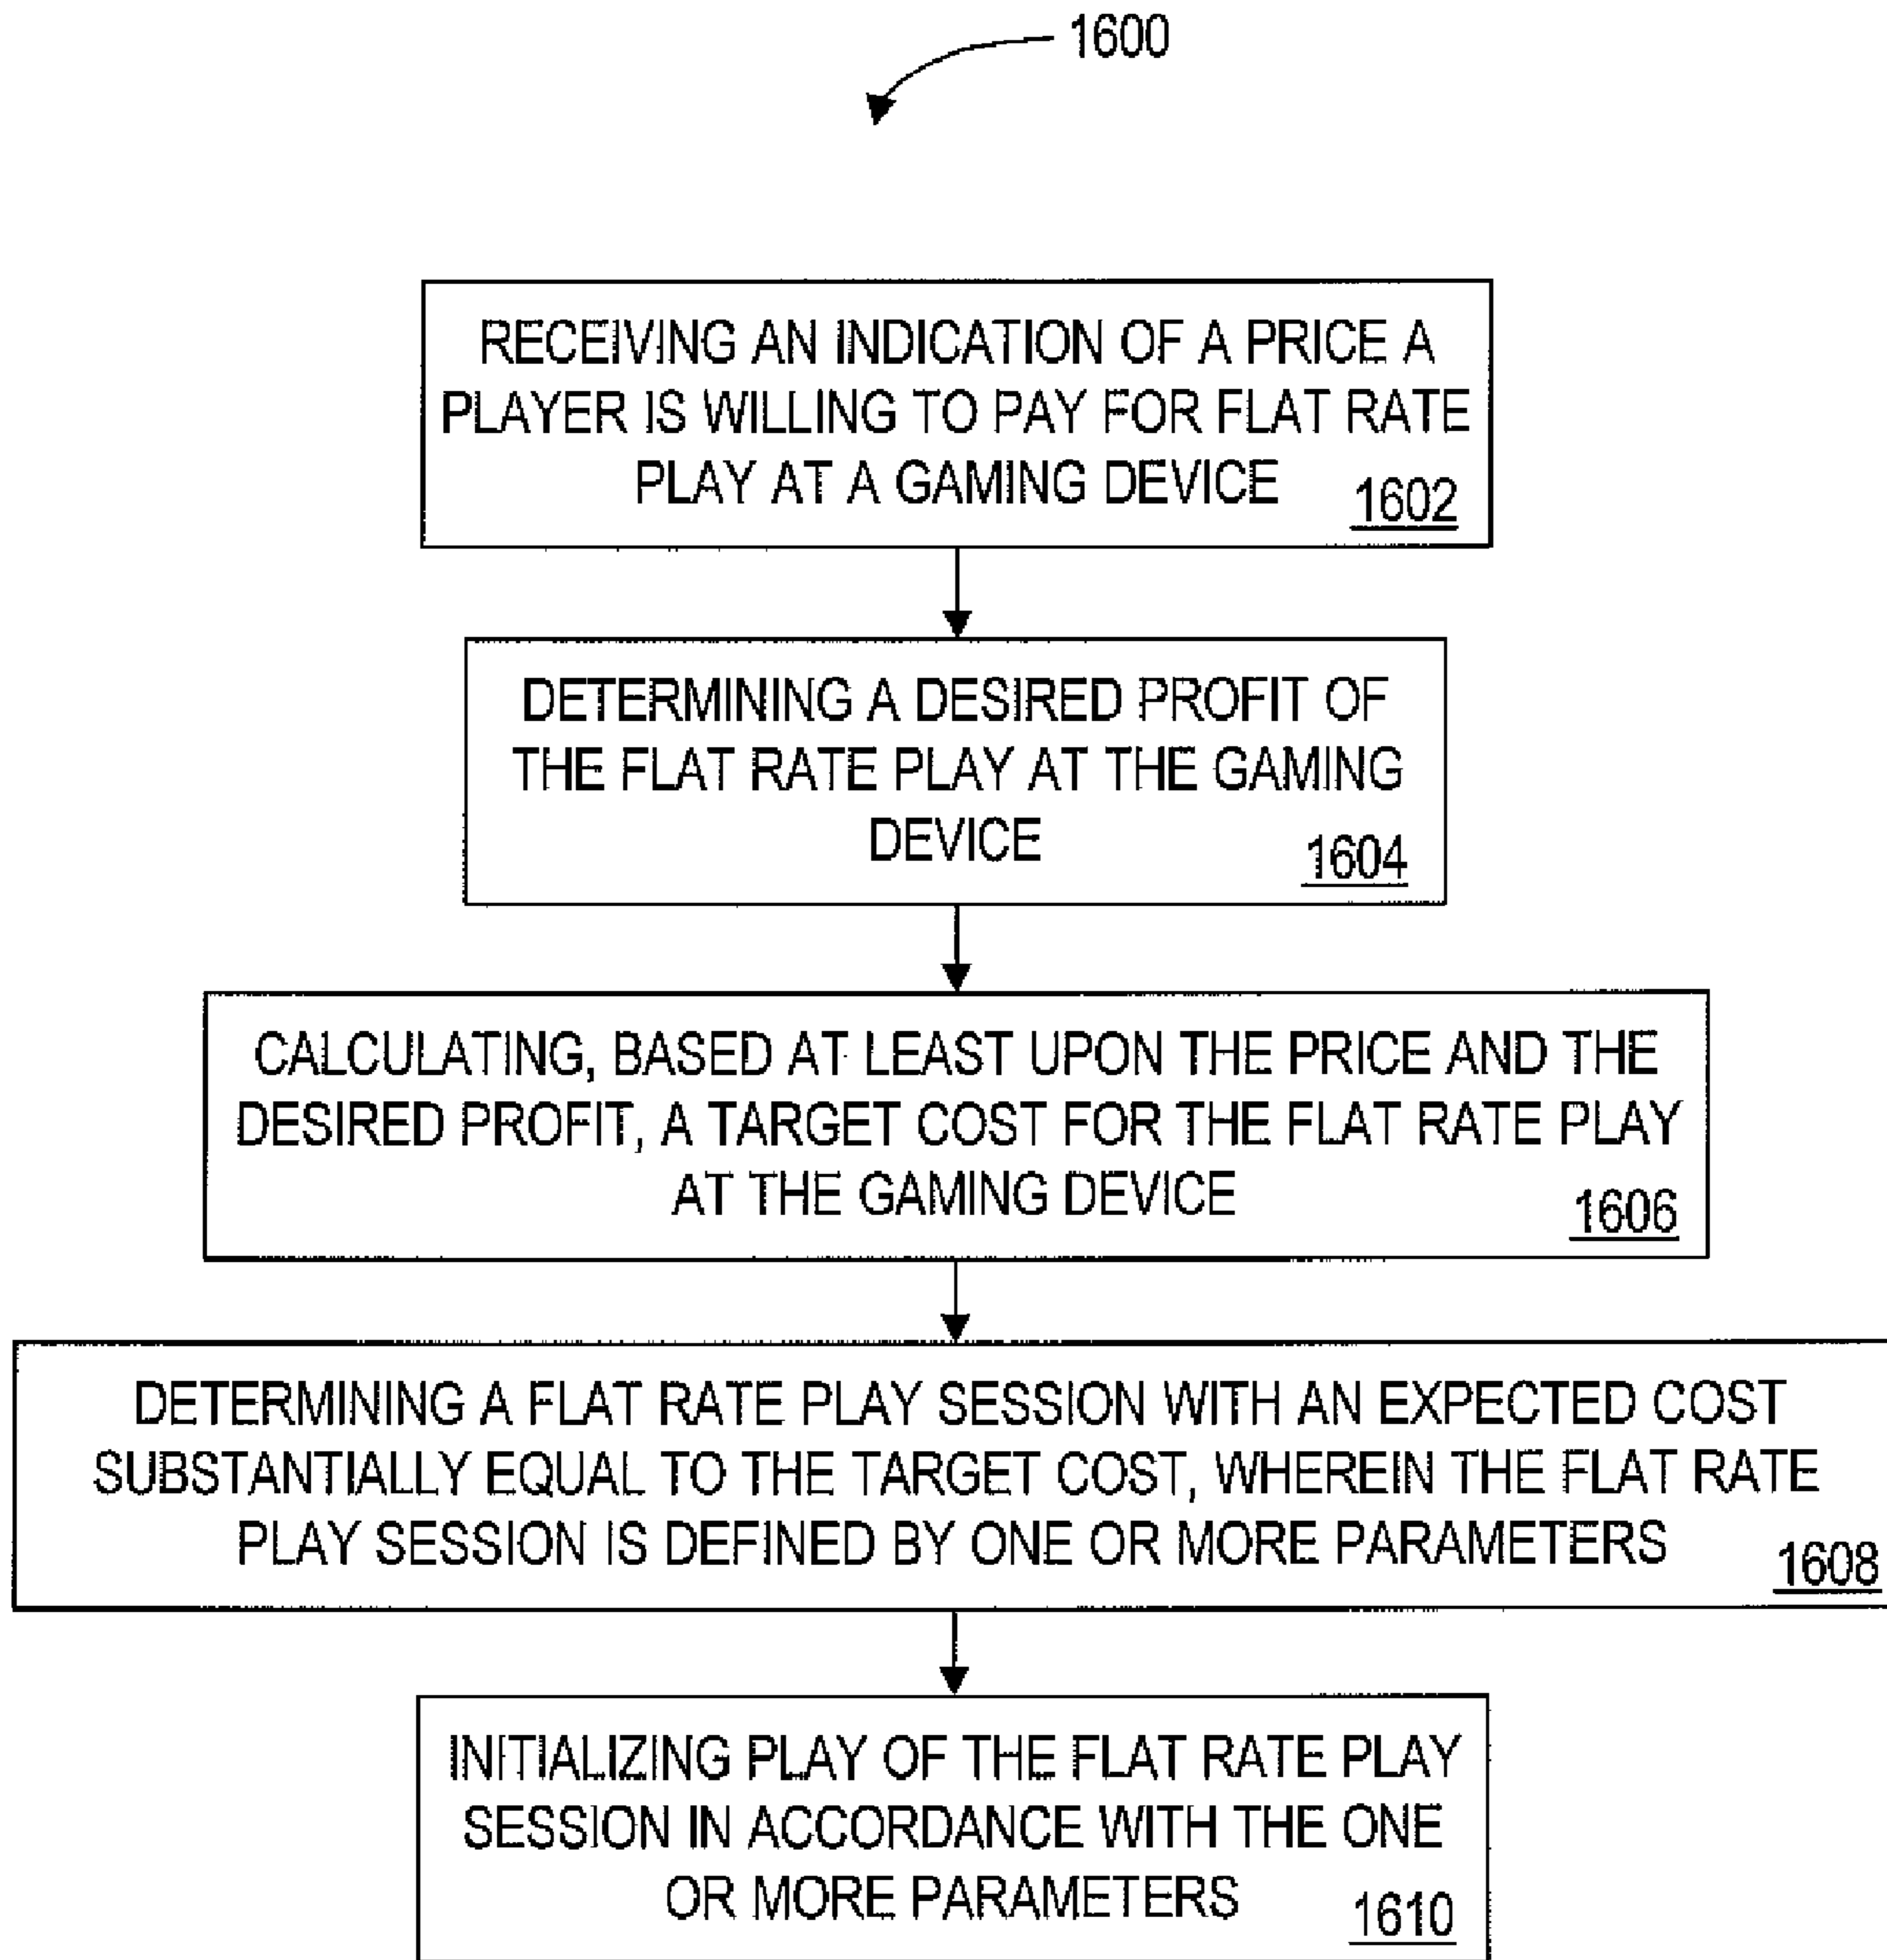 1600
RECEIVING AN INDICATION OF A PRICE A
PLAYER IS WILLING TO PAY FOR FLAT RATE
PLAY AT A GAMING DEVICE
1602
DETERMINING A DESIRED PROFIT OF
THE FLAT RATE PLAY AT THE GAMING
DEVICE
1604
CALCULATING, BASED AT LEAST UPON THE PRICE AND THE
DESIRED PROFIT, A TARGET COST FOR THE FLAT RATE PLAY
AT THE GAMING DEVICE
1606
DETERMINING A FLAT RATE PLAY SESSION WITH AN EXPECTED COST
SUBSTANTIALLY EQUAL TO THE TARGET COST, WHEREIN THE FLAT RATE
PLAY SESSION IS DEFINED BY ONE OR MORE PARAMETERS
1608
INITIALIZING PLAY OF THE FLAT RATE PLAY
SESSION IN ACCORDANCE WITH THE ONE
OR MORE PARAMETERS
1610